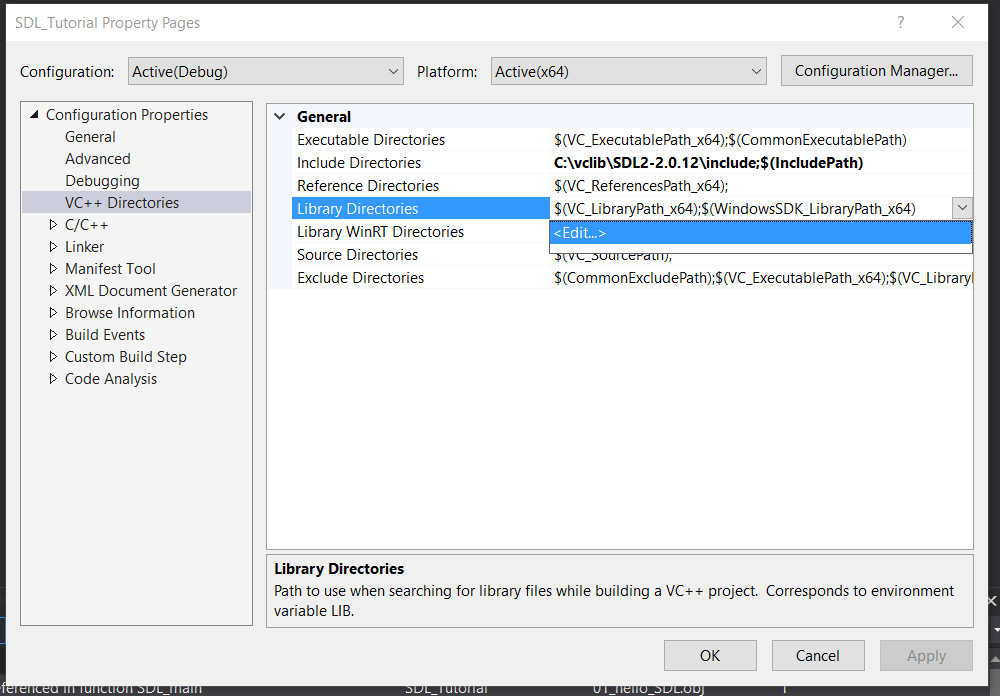 SDL_Tutorial Property Pages
Configuration: Active(Debug) Platform: Active(x64) Configuration Manager...
Configuration Properties
General
Advanced
Debugging
VC++ Directories
C/C++
Linker
Manifest Tool
XML Document Generator
Browse Information
Build Events
Custom Build Step
Code Analysis
General
Executable Directories $(VC_ExecutablePath_x64);$(CommonExecutablePath)
Include Directories C:\vclib\SDL2-2.0.12\include;$(IncludePath)
Reference Directories $(VC_ReferencesPath_x64);
Library Directories $(VC_LibraryPath_x64);$(WindowsSDK_LibraryPath_x64)
Library WinRT Directories <Edit...>
Source Directories $(VC_SourcePath);
Exclude Directories $(CommonExcludePath);$(VC_ExecutablePath_x64);$(VC_Library
Library Directories
Path to use when searching for library files while building a VC++ project. Corresponds to environment
variable LIB.
OK Cancel Apply
ferenced in function SDL_main SDL_Tutorial 01_hello_SDL.obj 1